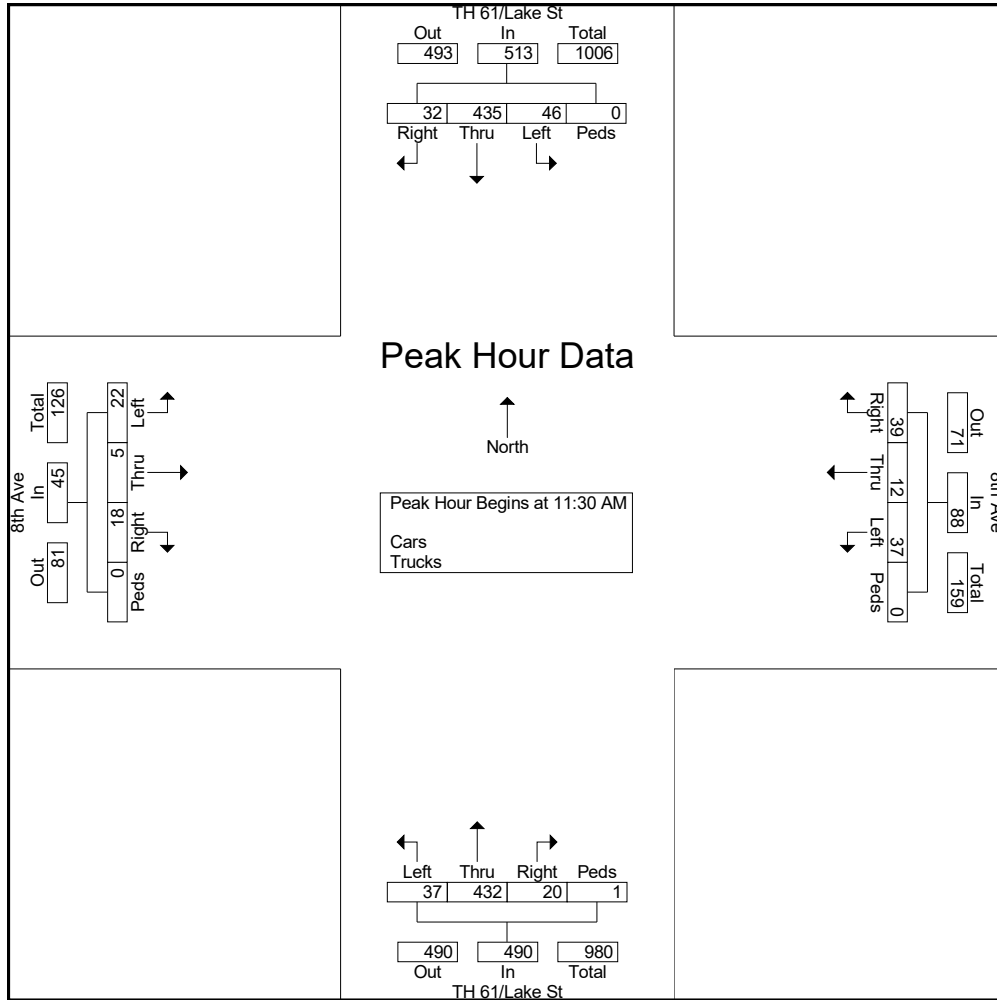 TH 61/Lake St
Out In Total
493 513 1006
32 435 46 0
Right Thru Left Peds
Peak Hour Data
North
Peak Hour Begins at 11:30 AM
Cars
Trucks
8th Ave
Out In Total
81 45 126
Left Thru Right Peds
22 5 18 0
Right Thru Left Peds
39 12 37 0
Out In Total
71 88 159
8th Ave
Left Thru Right Peds
37 432 20 1
490 490 980
Out In Total
TH 61/Lake St